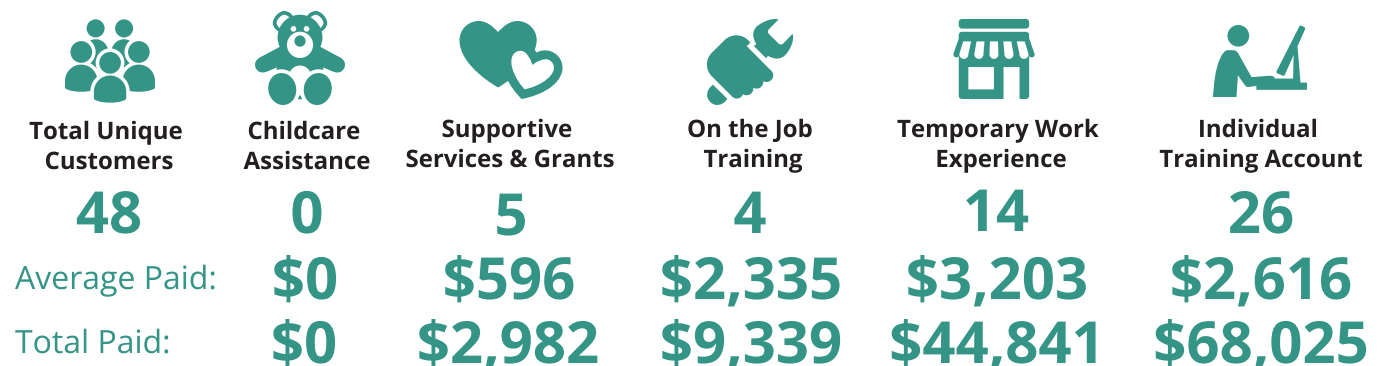 Total Unique Customers
Childcare Assistance
Supportive Services & Grants
On the Job Training
Temporary Work Experience
Individual Training Account
48 0 5 4 14 26
Average Paid: $0 $596 $2,335 $3,203 $2,616
Total Paid: $0 $2,982 $9,339 $44,841 $68,025